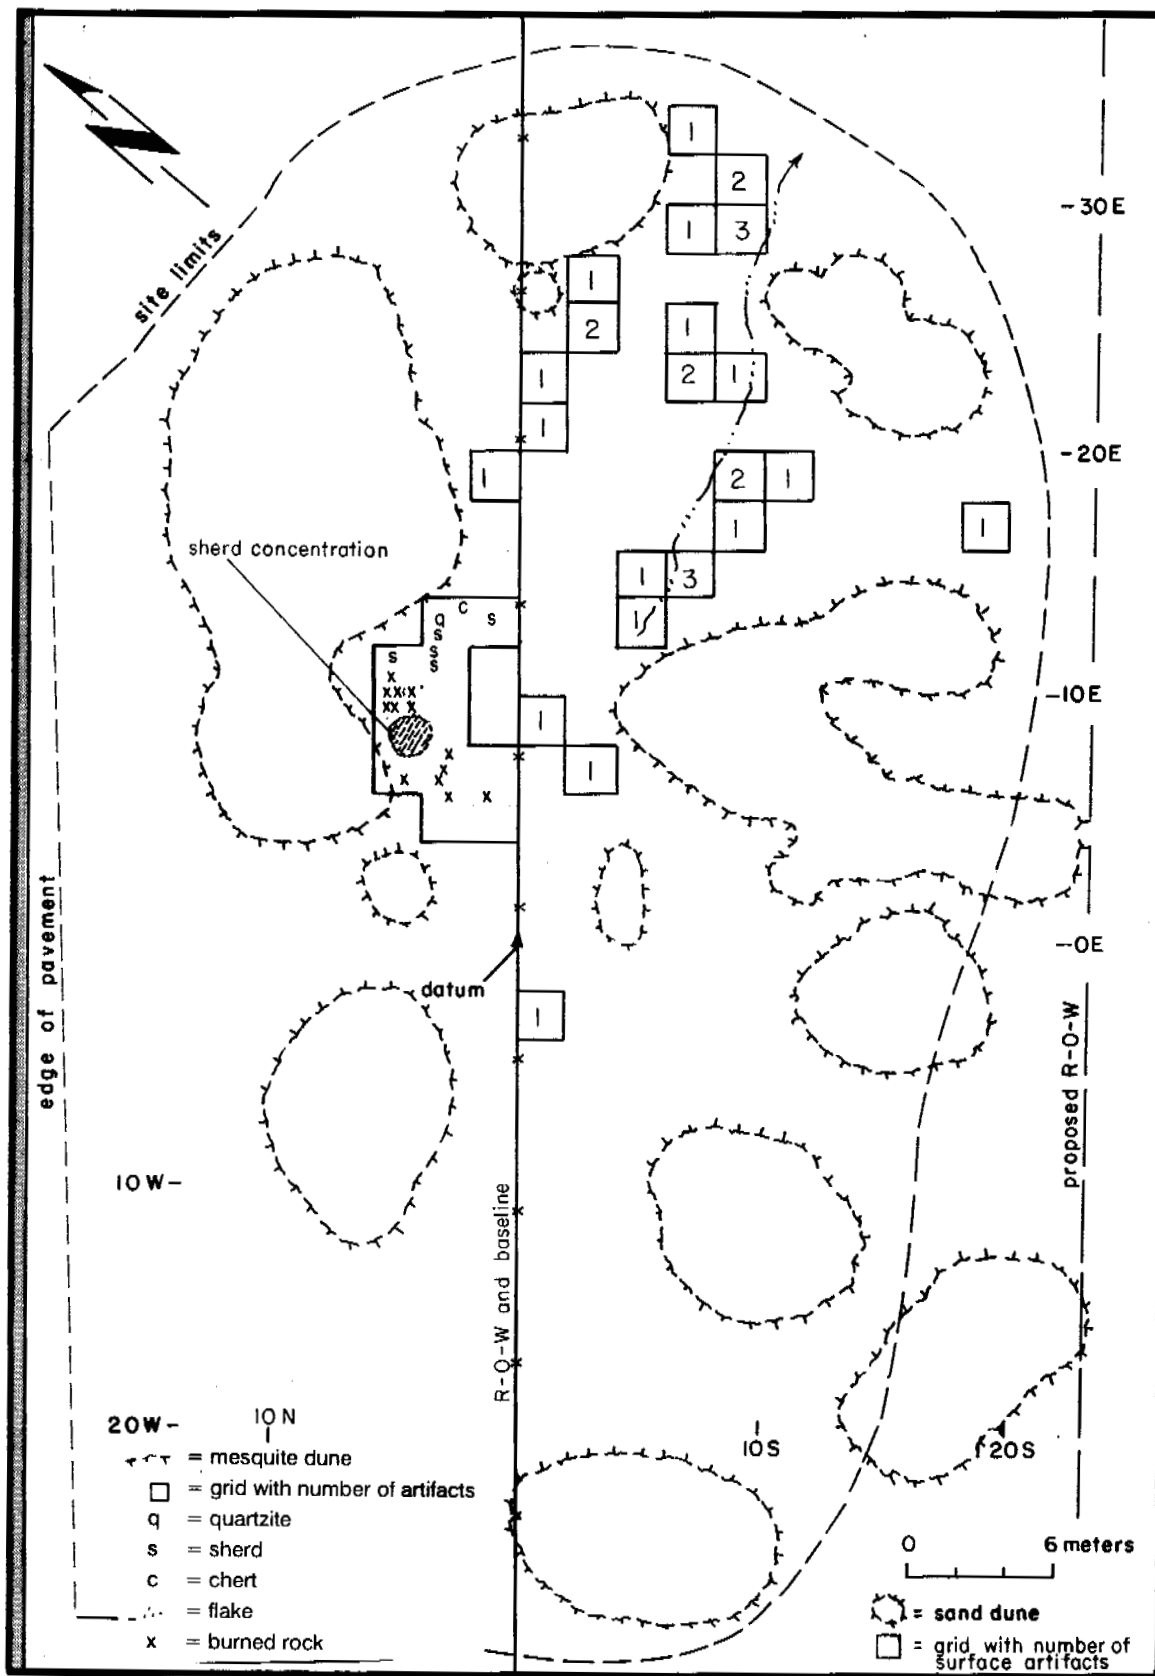 1
2
-30E
1 3
site limits
1
2
1
1
2 1
1
1
-20E
1
2 1
1
1
sherd concentration
1 3
c
q s
1
s
s
s
s
x
x x x
x x x
-10E
1
1
x
x
x x
x x
edge of pavement
-0E
datum
1
proposed R-O-W
10W-
R-O-W and baseline
20W-
10N
10S
20S
= mesquite dune
= grid with number of artifacts
q = quartzite
s = sherd
c = chert
= flake
x = burned rock
0 6 meters
= sand dune
= grid with number of
surface artifacts